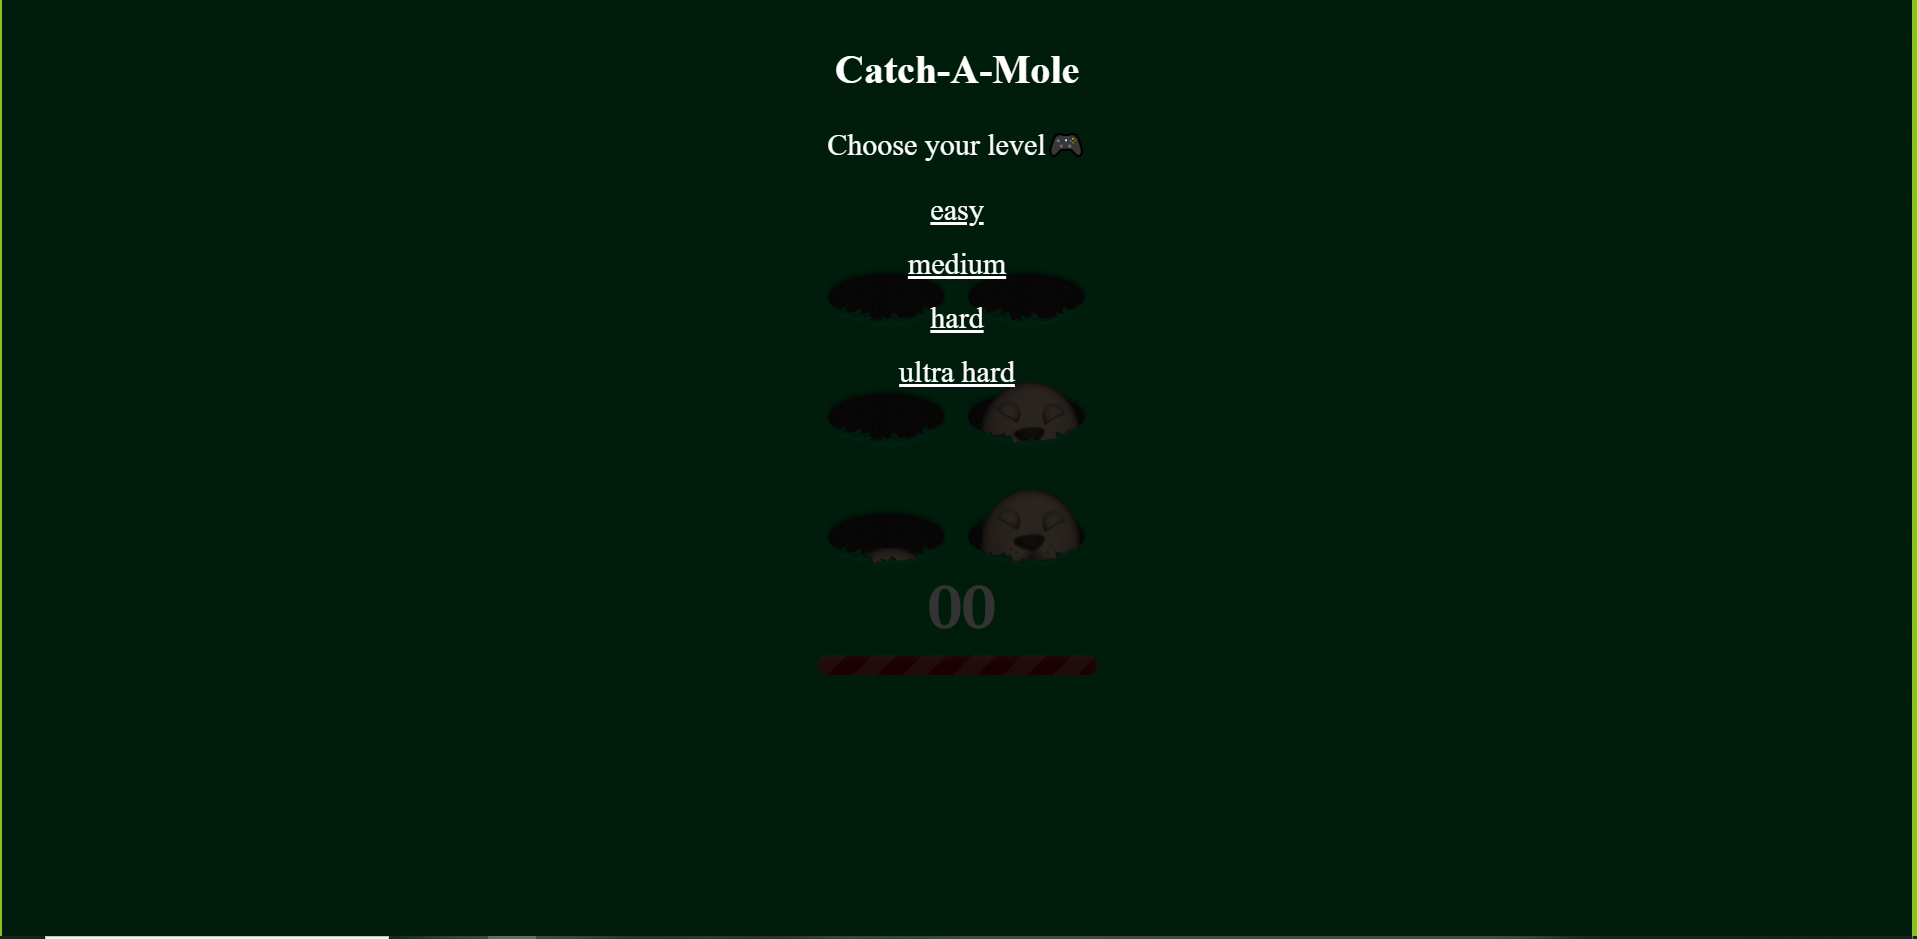 Catch-A-Mole
Choose your level🎮
easy
medium
hard
ultra hard
00